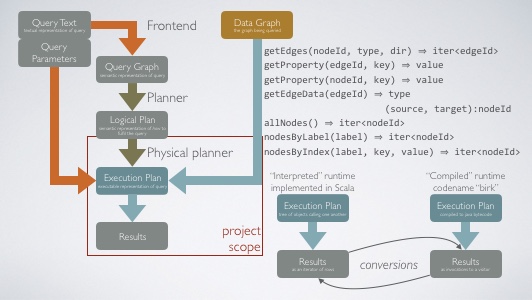 Query Text
textual representation of query
Query
Parameters
Frontend
Data Graph
the graph being queried
Query Graph
semantic representation of query
Planner
Logical Plan
semantic representation of how to
fulfil the query
Physical planner
Execution Plan
executable representation of query
Results
project
scope
getEdges(nodeId, type, dir) ⇒ iter<edgeId>
getProperty(edgeId, key) ⇒ value
getProperty(nodeId, key) ⇒ value
getEdgeData(edgeId) ⇒ type
(source, target):nodeId
allNodes() ⇒ iter<nodeId>
nodesByLabel(label) ⇒ iter<nodeId>
nodesByIndex(label, key, value) ⇒ iter<nodeId>
"Interpreted" runtime
implemented in Scala
Execution Plan
tree of objects calling one another
Results
as an iterator of rows
"Compiled" runtime
codename "birk"
Execution Plan
compiled to java bytecode
Results
as invocations to a visitor
conversions